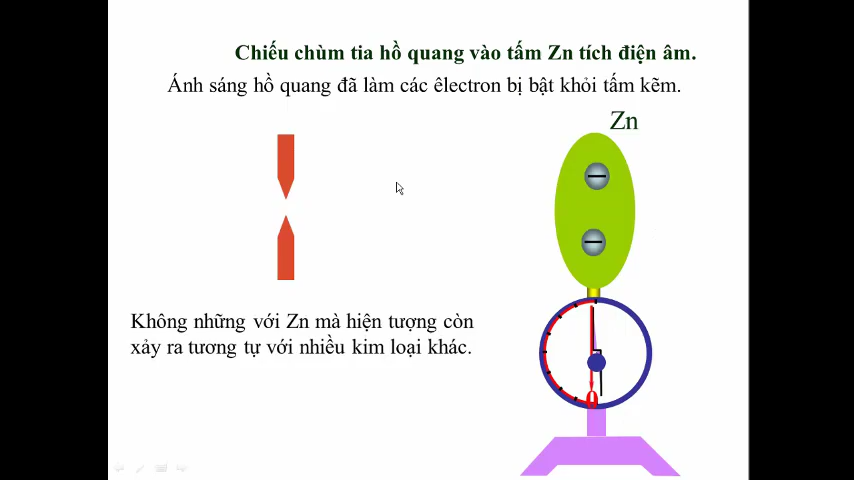 Chiếu chùm tia hồ quang vào tấm Zn tích điện âm.
Ánh sáng hồ quang đã làm các êlectron bị bật khỏi tấm kẽm.
Zn
Không những với Zn mà hiện tượng còn
xảy ra tương tự với nhiều kim loại khác.